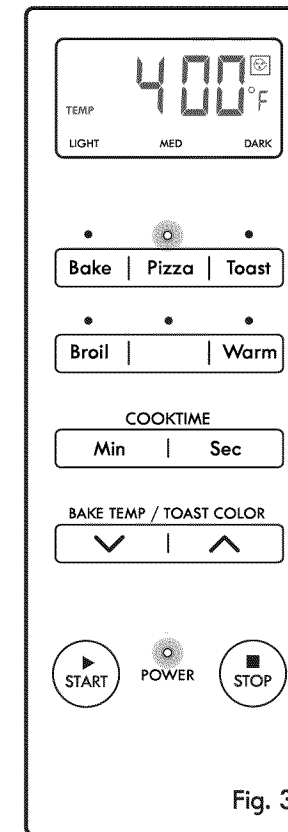 400°F
TEMP
LIGHT MED DARK
Bake | Pizza | Toast
Broil | | Warm
COOKTIME
Min | Sec
BAKE TEMP / TOAST COLOR
START POWER STOP
Fig. 3